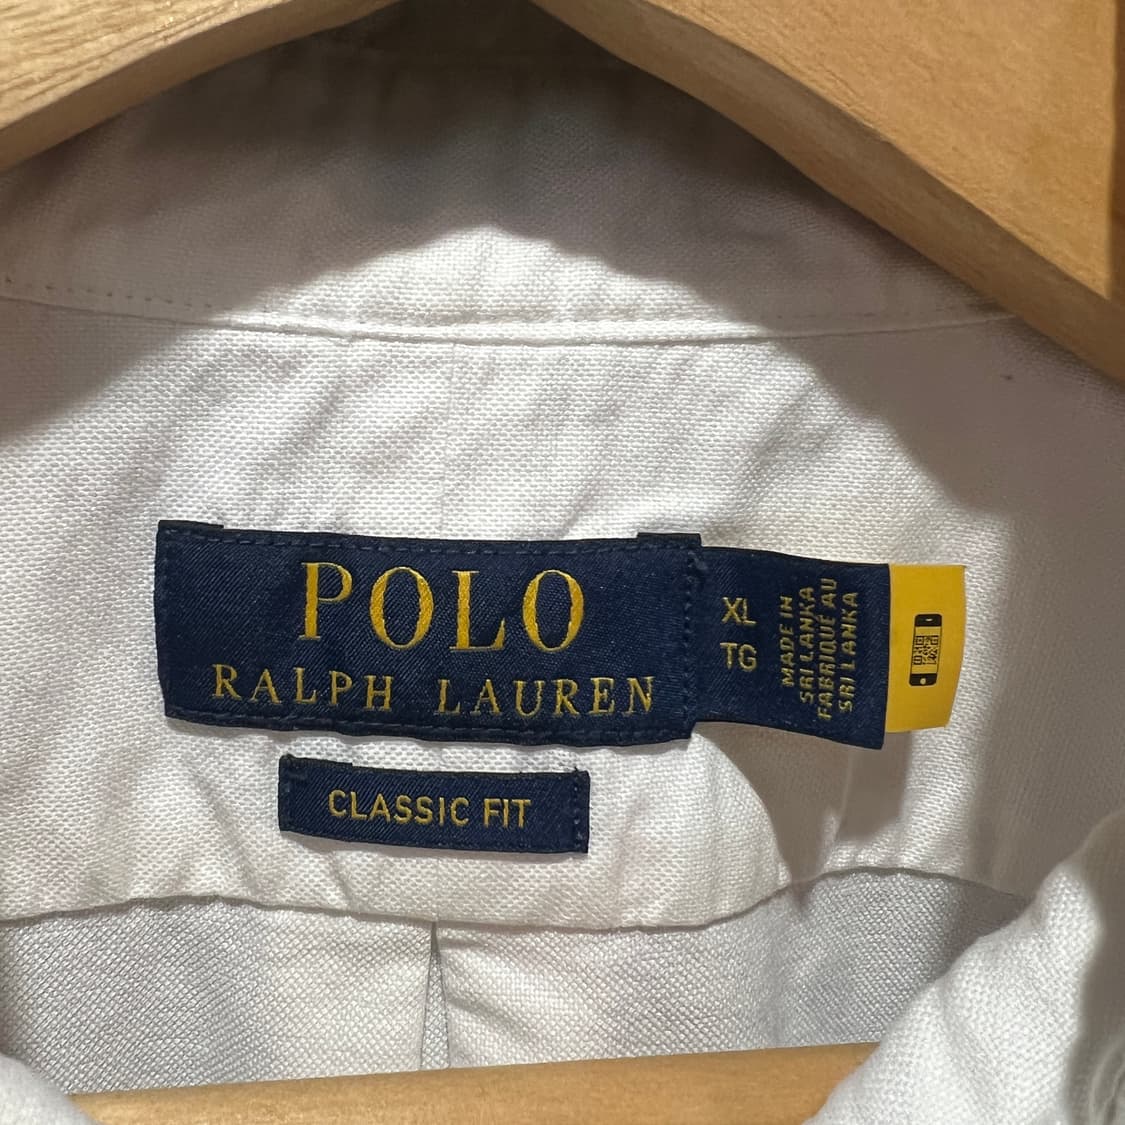 POLO
RALPH LAUREN
XL
TG
MADE IN
SRI LANKA
FABRIQUÉ AU
SRI LANKA
CLASSIC FIT